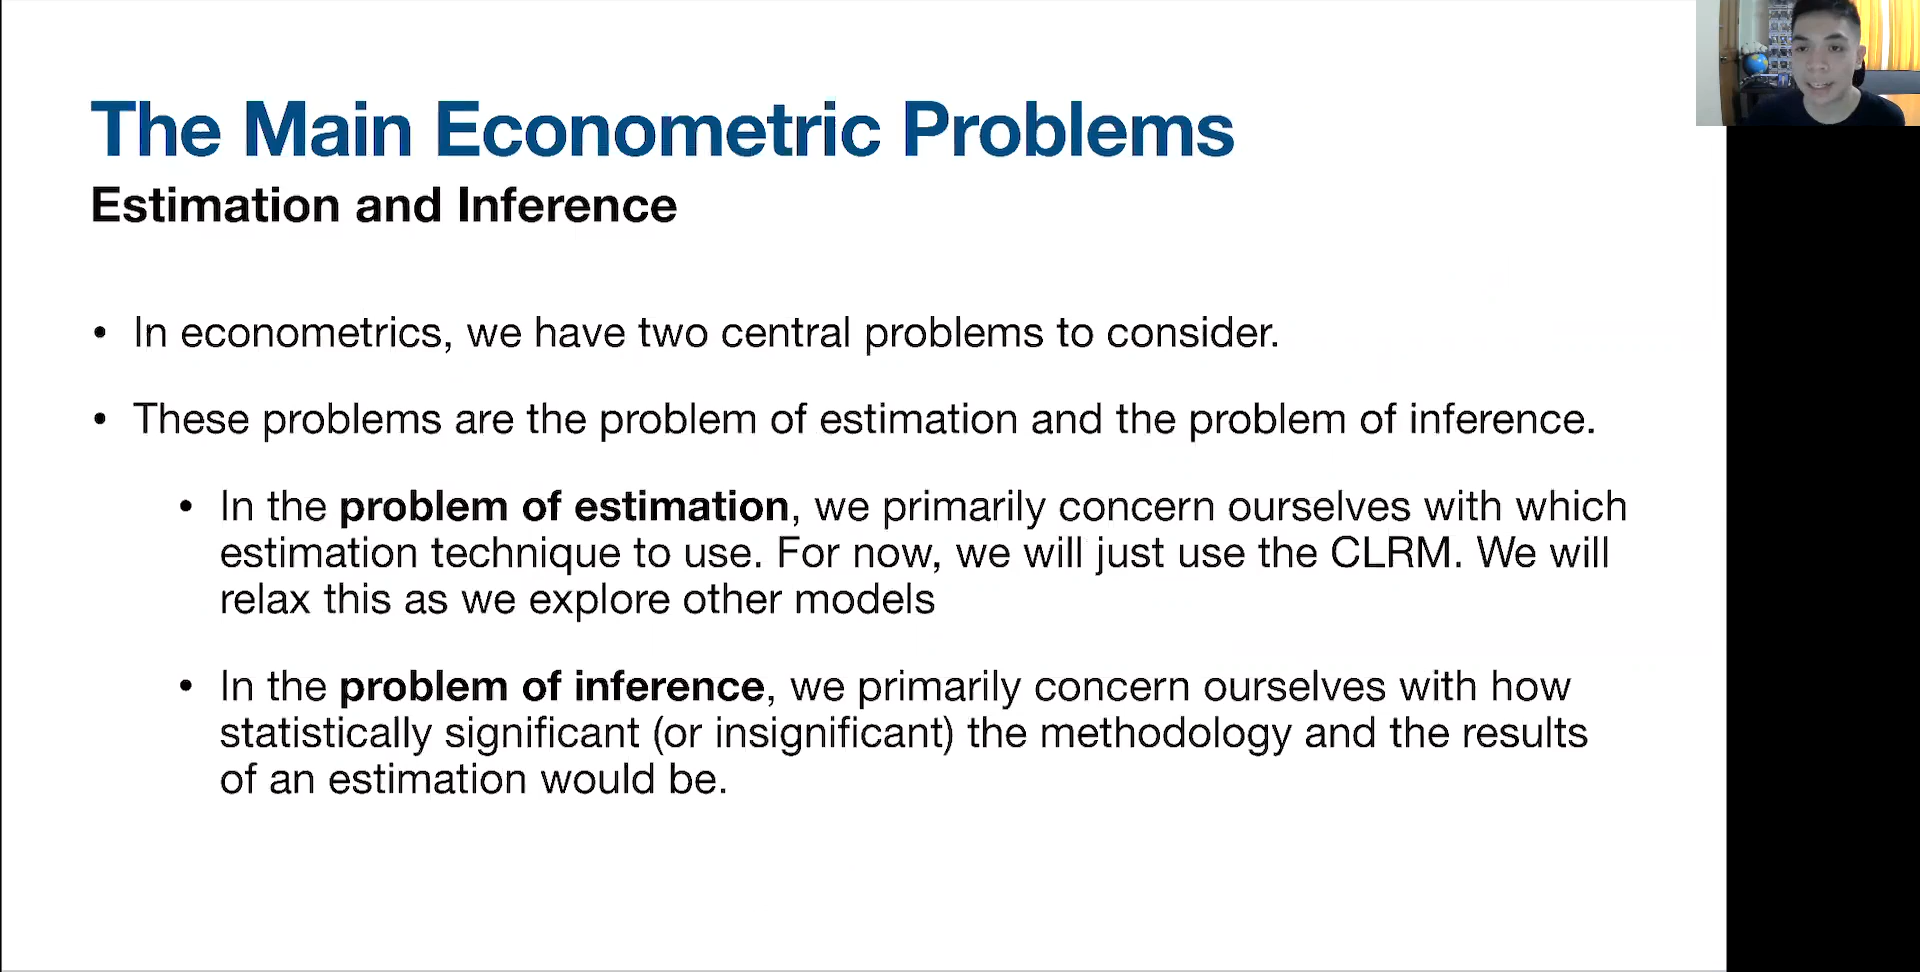 The Main Econometric Problems
Estimation and Inference
• In econometrics, we have two central problems to consider.
• These problems are the problem of estimation and the problem of inference.
• In the problem of estimation, we primarily concern ourselves with which
estimation technique to use. For now, we will just use the CLRM. We will
relax this as we explore other models
• In the problem of inference, we primarily concern ourselves with how
statistically significant (or insignificant) the methodology and the results
of an estimation would be.